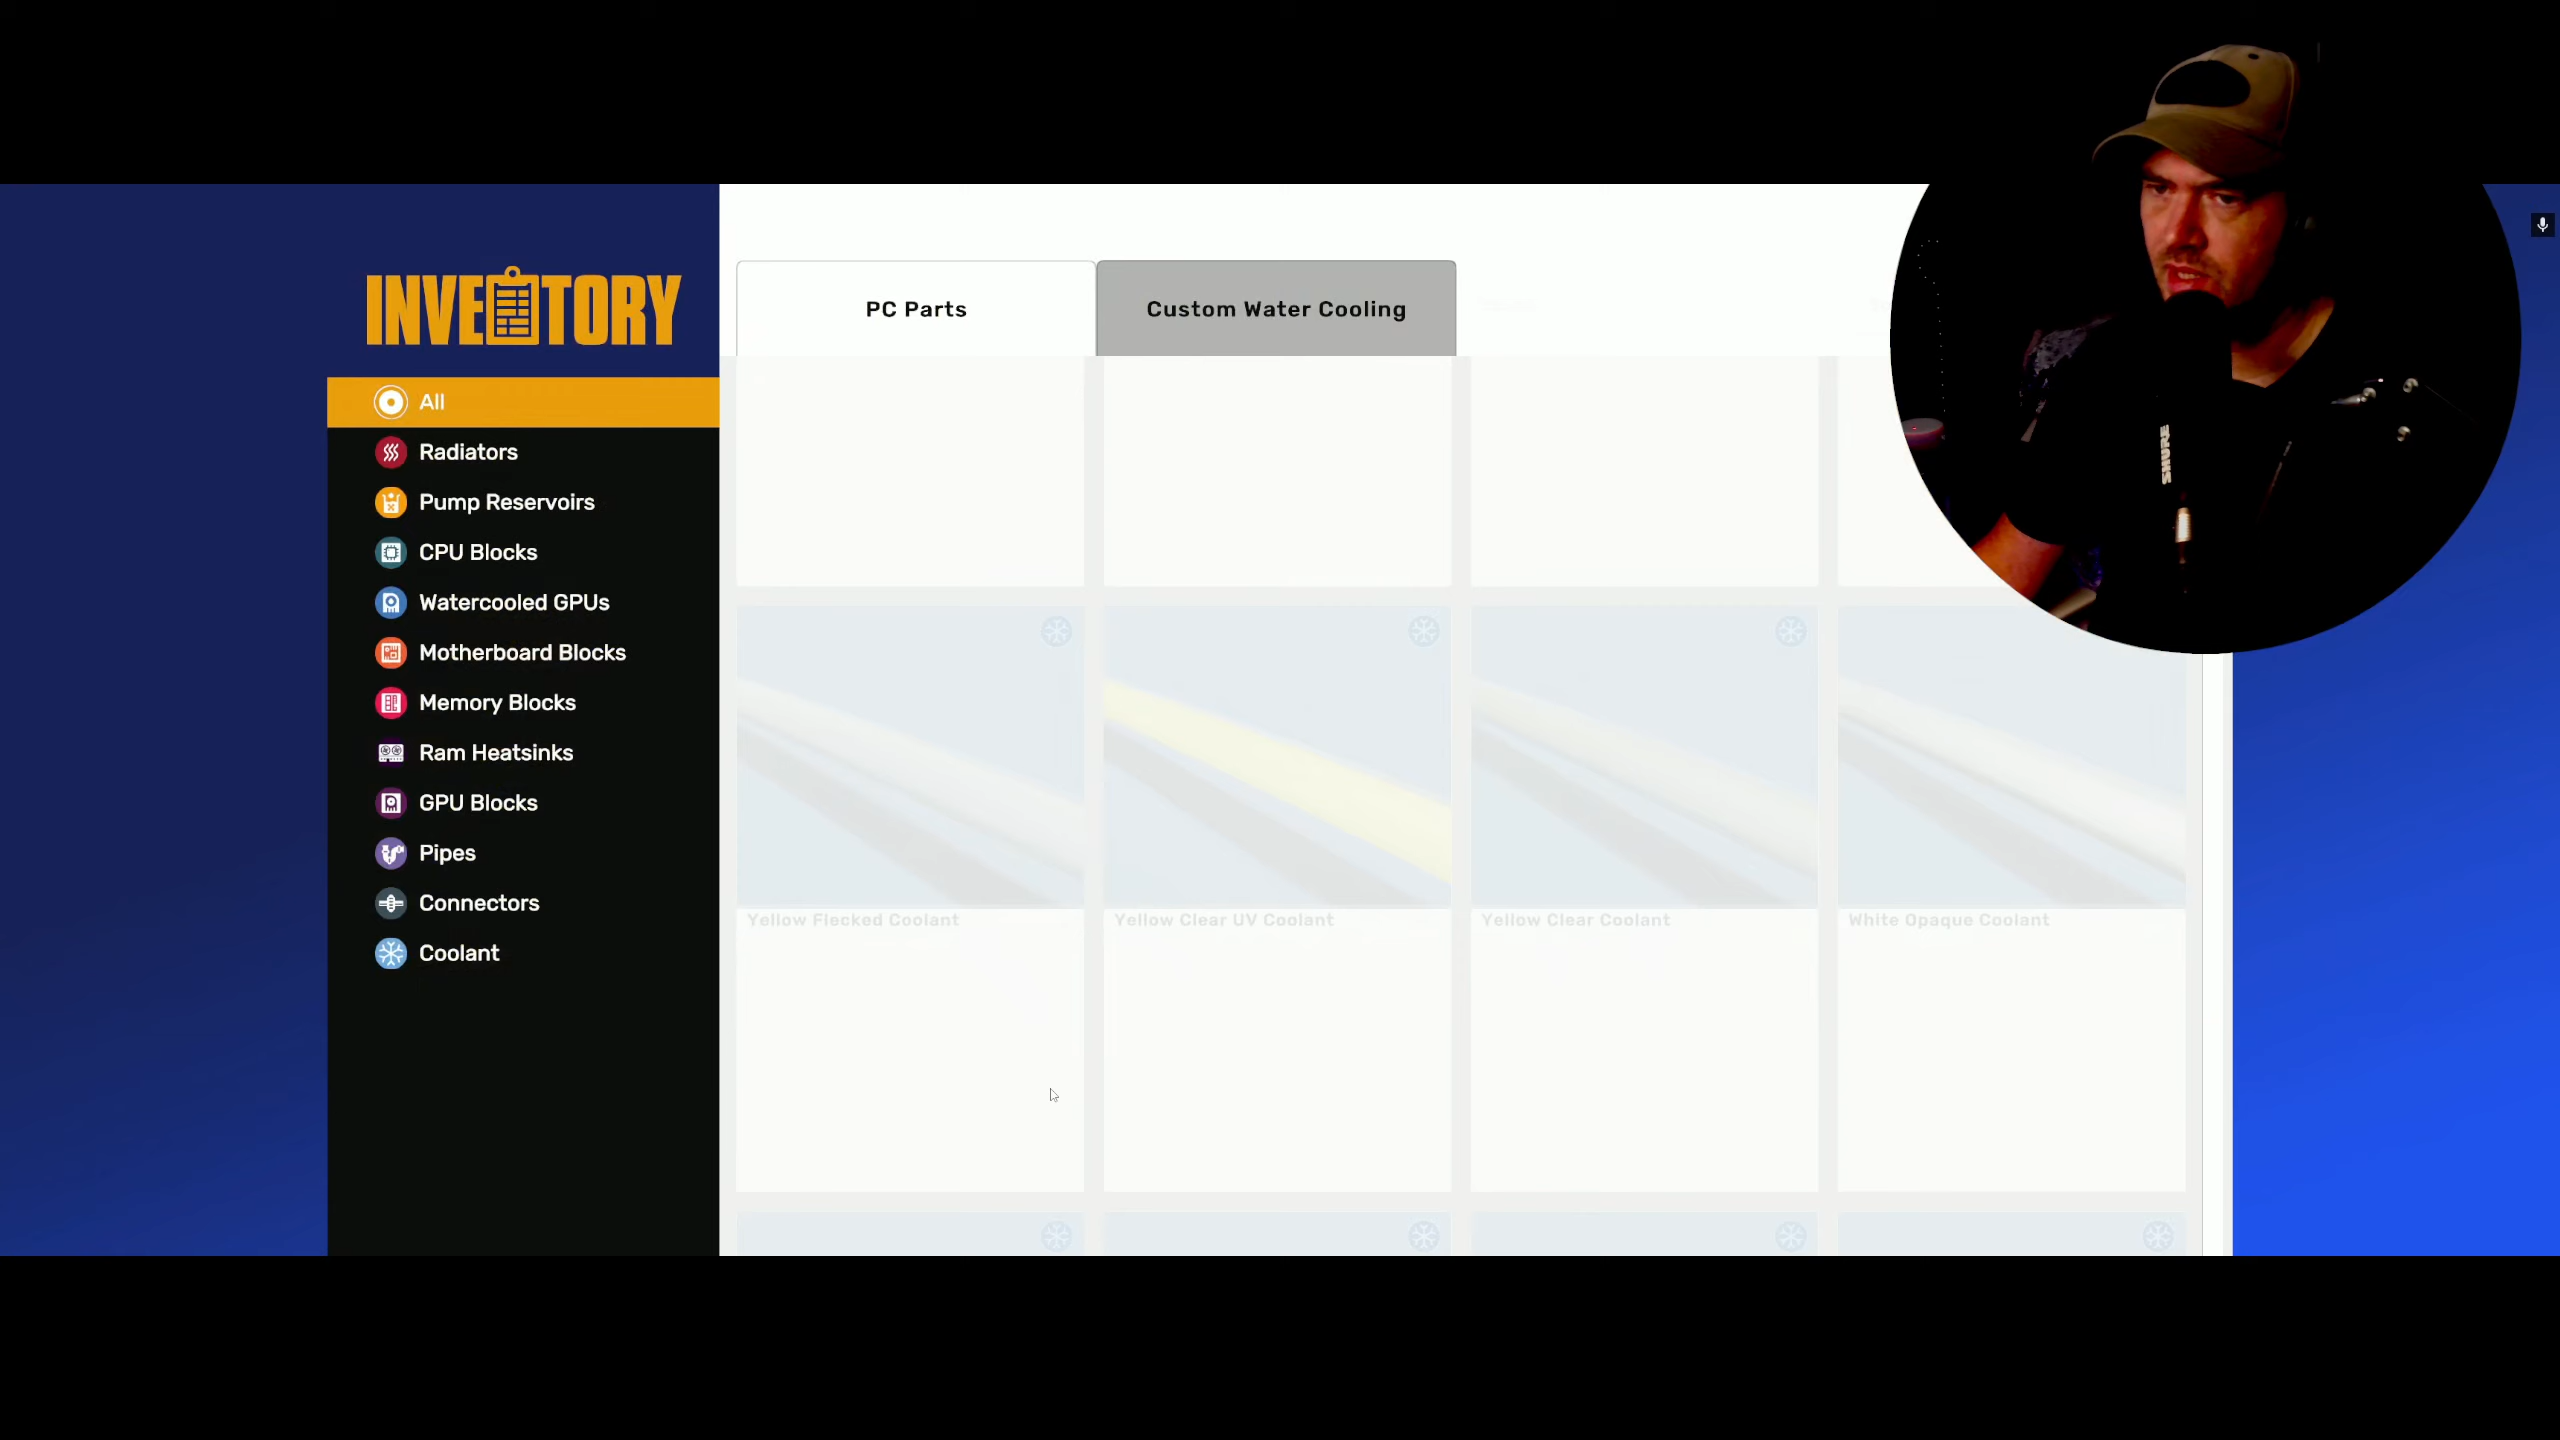 INVENTORY
PC Parts
Custom Water Cooling
All
Radiators
Pump Reservoirs
CPU Blocks
Watercooled GPUs
Motherboard Blocks
Memory Blocks
Ram Heatsinks
GPU Blocks
Pipes
Connectors
Coolant
Yellow Flecked Coolant
Yellow Clear UV Coolant
Yellow Clear Coolant
White Opaque Coolant
SHURE